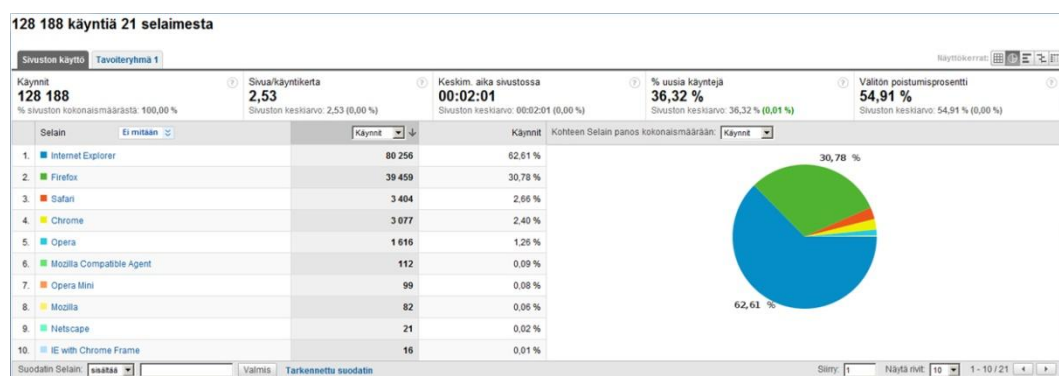 128 188 käyntiä 21 selaimesta
Sivuston käyttö Tavoiteryhmä 1 Näyttökerrat:
Käynnit Sivua/käyntikerta Keskim. aika sivustossa % uusia käyntejä Välitön poistumisprosentti
128 188 2,53 00:02:01 36,32 % 54,91 %
% sivuston kokonaismäärästä: 100,00 % Sivuston keskiarvo: 2,53 (0,00 %) Sivuston keskiarvo: 00:02:01 (0,00 %) Sivuston keskiarvo: 36,32 % (0,01 %) Sivuston keskiarvo: 54,91 % (0,00 %)
Selain Ei mitään Käynnit Käynnit Kohteen Selain panos kokonaismäärään: Käynnit
1. Internet Explorer 80 256 62,61 %
2. Firefox 39 459 30,78 %
3. Safari 3 404 2,66 %
4. Chrome 3 077 2,40 %
5. Opera 1 616 1,26 %
6. Mozilla Compatible Agent 112 0,09 %
7. Opera Mini 99 0,08 %
8. Mozilla 82 0,06 %
9. Netscape 21 0,02 %
10. IE with Chrome Frame 16 0,01 %
30,78 %
62,61 %
Suodatin Selain: sisältää Valmis Tarkennettu suodatin Siirry: 1 Näytä rivit: 10 1 - 10 / 21